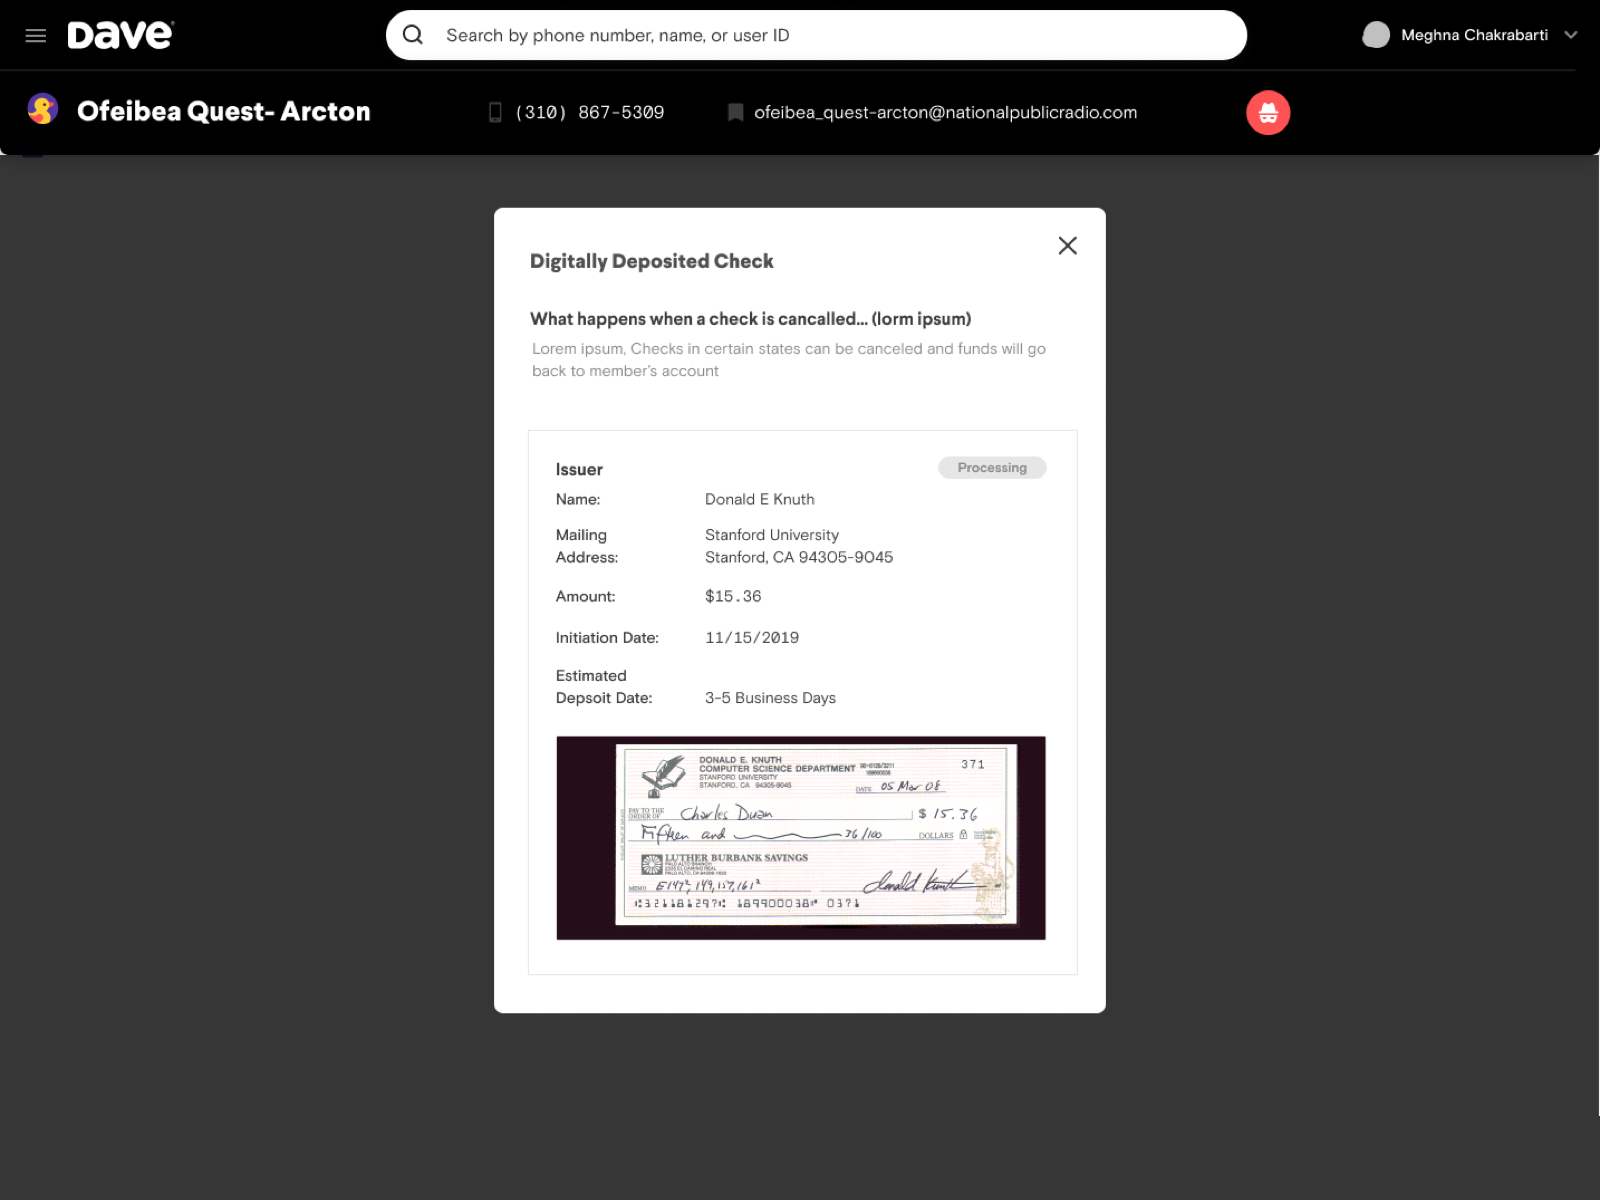 Dave
Search by phone number, name, or user ID
Meghna Chakrabarti
Ofeibea Quest- Arcton
(310) 867-5309
ofeibea_quest-arcton@nationalpublicradio.com
Digitally Deposited Check
What happens when a check is cancalled... (lorm ipsum)
Lorem ipsum, Checks in certain states can be canceled and funds will go
back to member's account
Issuer
Processing
Name: Donald E Knuth
Mailing Address: Stanford University
Stanford, CA 94305-9045
Amount: $15.36
Initiation Date: 11/15/2019
Estimated
Depsoit Date: 3-5 Business Days
DONALD E. KNUTH
COMPUTER SCIENCE DEPARTMENT
STANFORD UNIVERSITY
STANFORD, CA 94305-9045
371
DATE 05 Mar 08
PAY TO THE
ORDER OF Charles Duan $ 15.36
Fifteen and 36/100 DOLLARS
LUTHER BURBANK SAVINGS
PALO ALTO BRANCH
MEMO E147², 149, 157, 161²
Donald Knuth
⑆321181297⑆ 189900038⑈ 0371